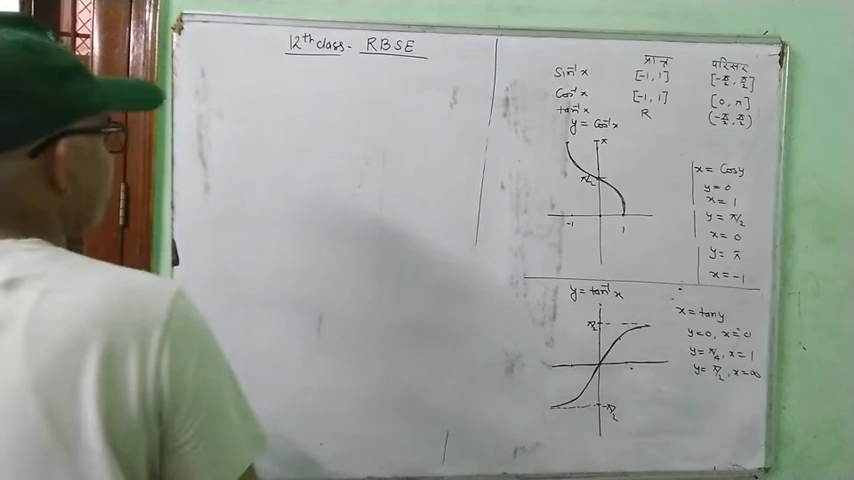 12th class - RBSE
प्रान्त परिसर
sin⁻¹x [-1,1] [-π/2, π/2]
cos⁻¹x [-1,1] [0, π]
tan⁻¹x R (-π/2, π/2)
y = cos⁻¹x
π
π/2
-1 1
x = cosy
y = 0
x = 1
y = π/2
x = 0
y = π
x = -1
y = tan⁻¹x
π/2
-π/2
x = tany
y = 0, x = 0
y = π/4, x = 1
y = π/2, x = ∞